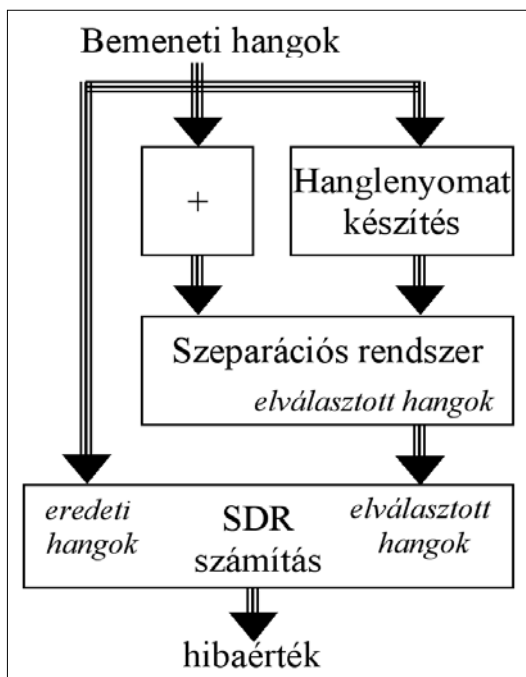 Bemeneti hangok
+
Hanglenyomat
készítés
Szeparációs rendszer
elválasztott hangok
eredeti
hangok
SDR
számítás
elválasztott
hangok
hibaérték